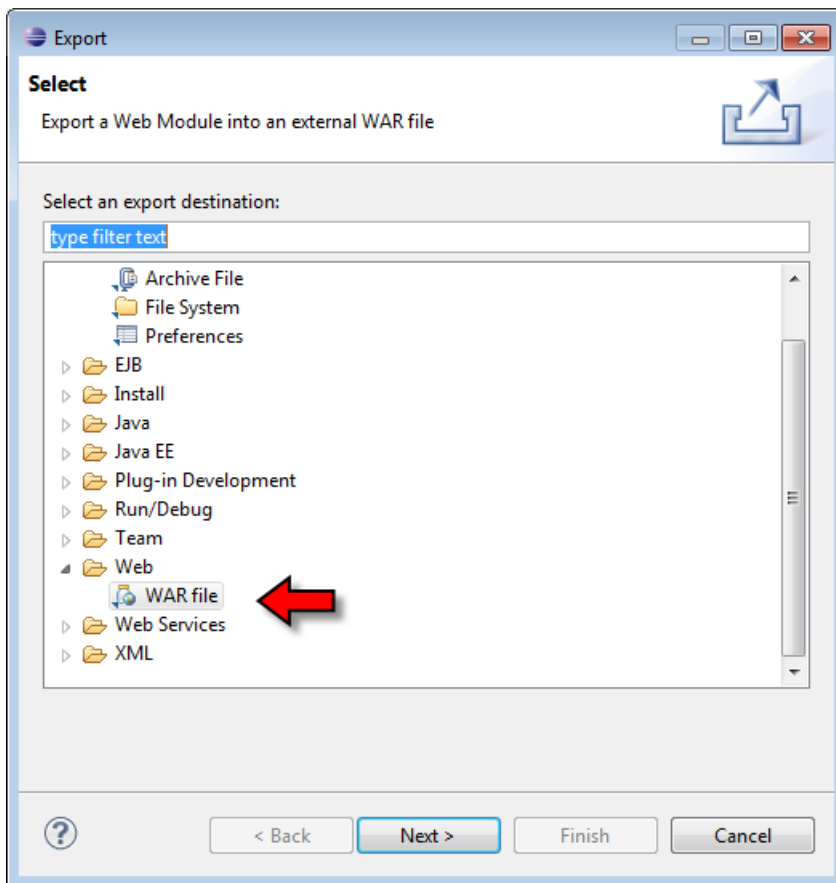 Export
Select
Export a Web Module into an external WAR file
Select an export destination:
type filter text
Archive File
File System
Preferences
EJB
Install
Java
Java EE
Plug-in Development
Run/Debug
Team
Web
WAR file
Web Services
XML
? < Back Next > Finish Cancel